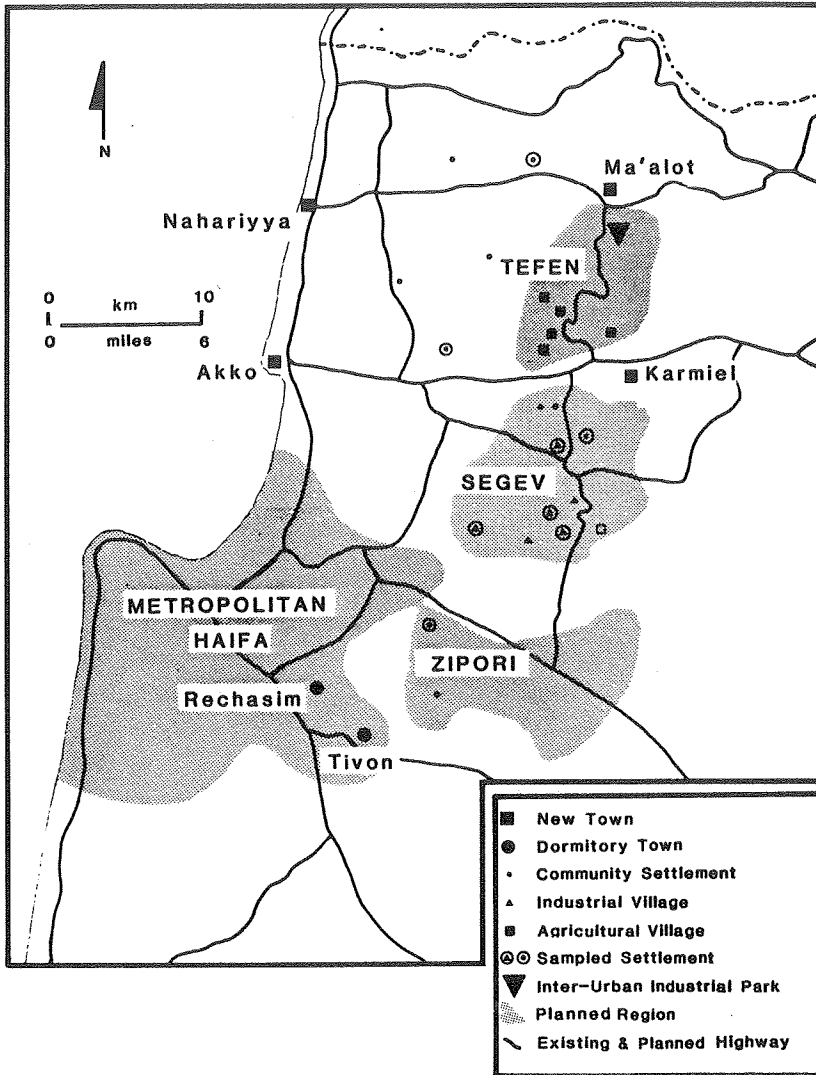 N
Ma'alot
Nahariyya
TEFEN
0 km 10
0 miles 6
Akko
Karmiel
SEGEV
METROPOLITAN
HAIFA
ZIPORI
Rechasim
Tivon
New Town
Dormitory Town
Community Settlement
Industrial Village
Agricultural Village
Sampled Settlement
Inter-Urban Industrial Park
Planned Region
Existing & Planned Highway